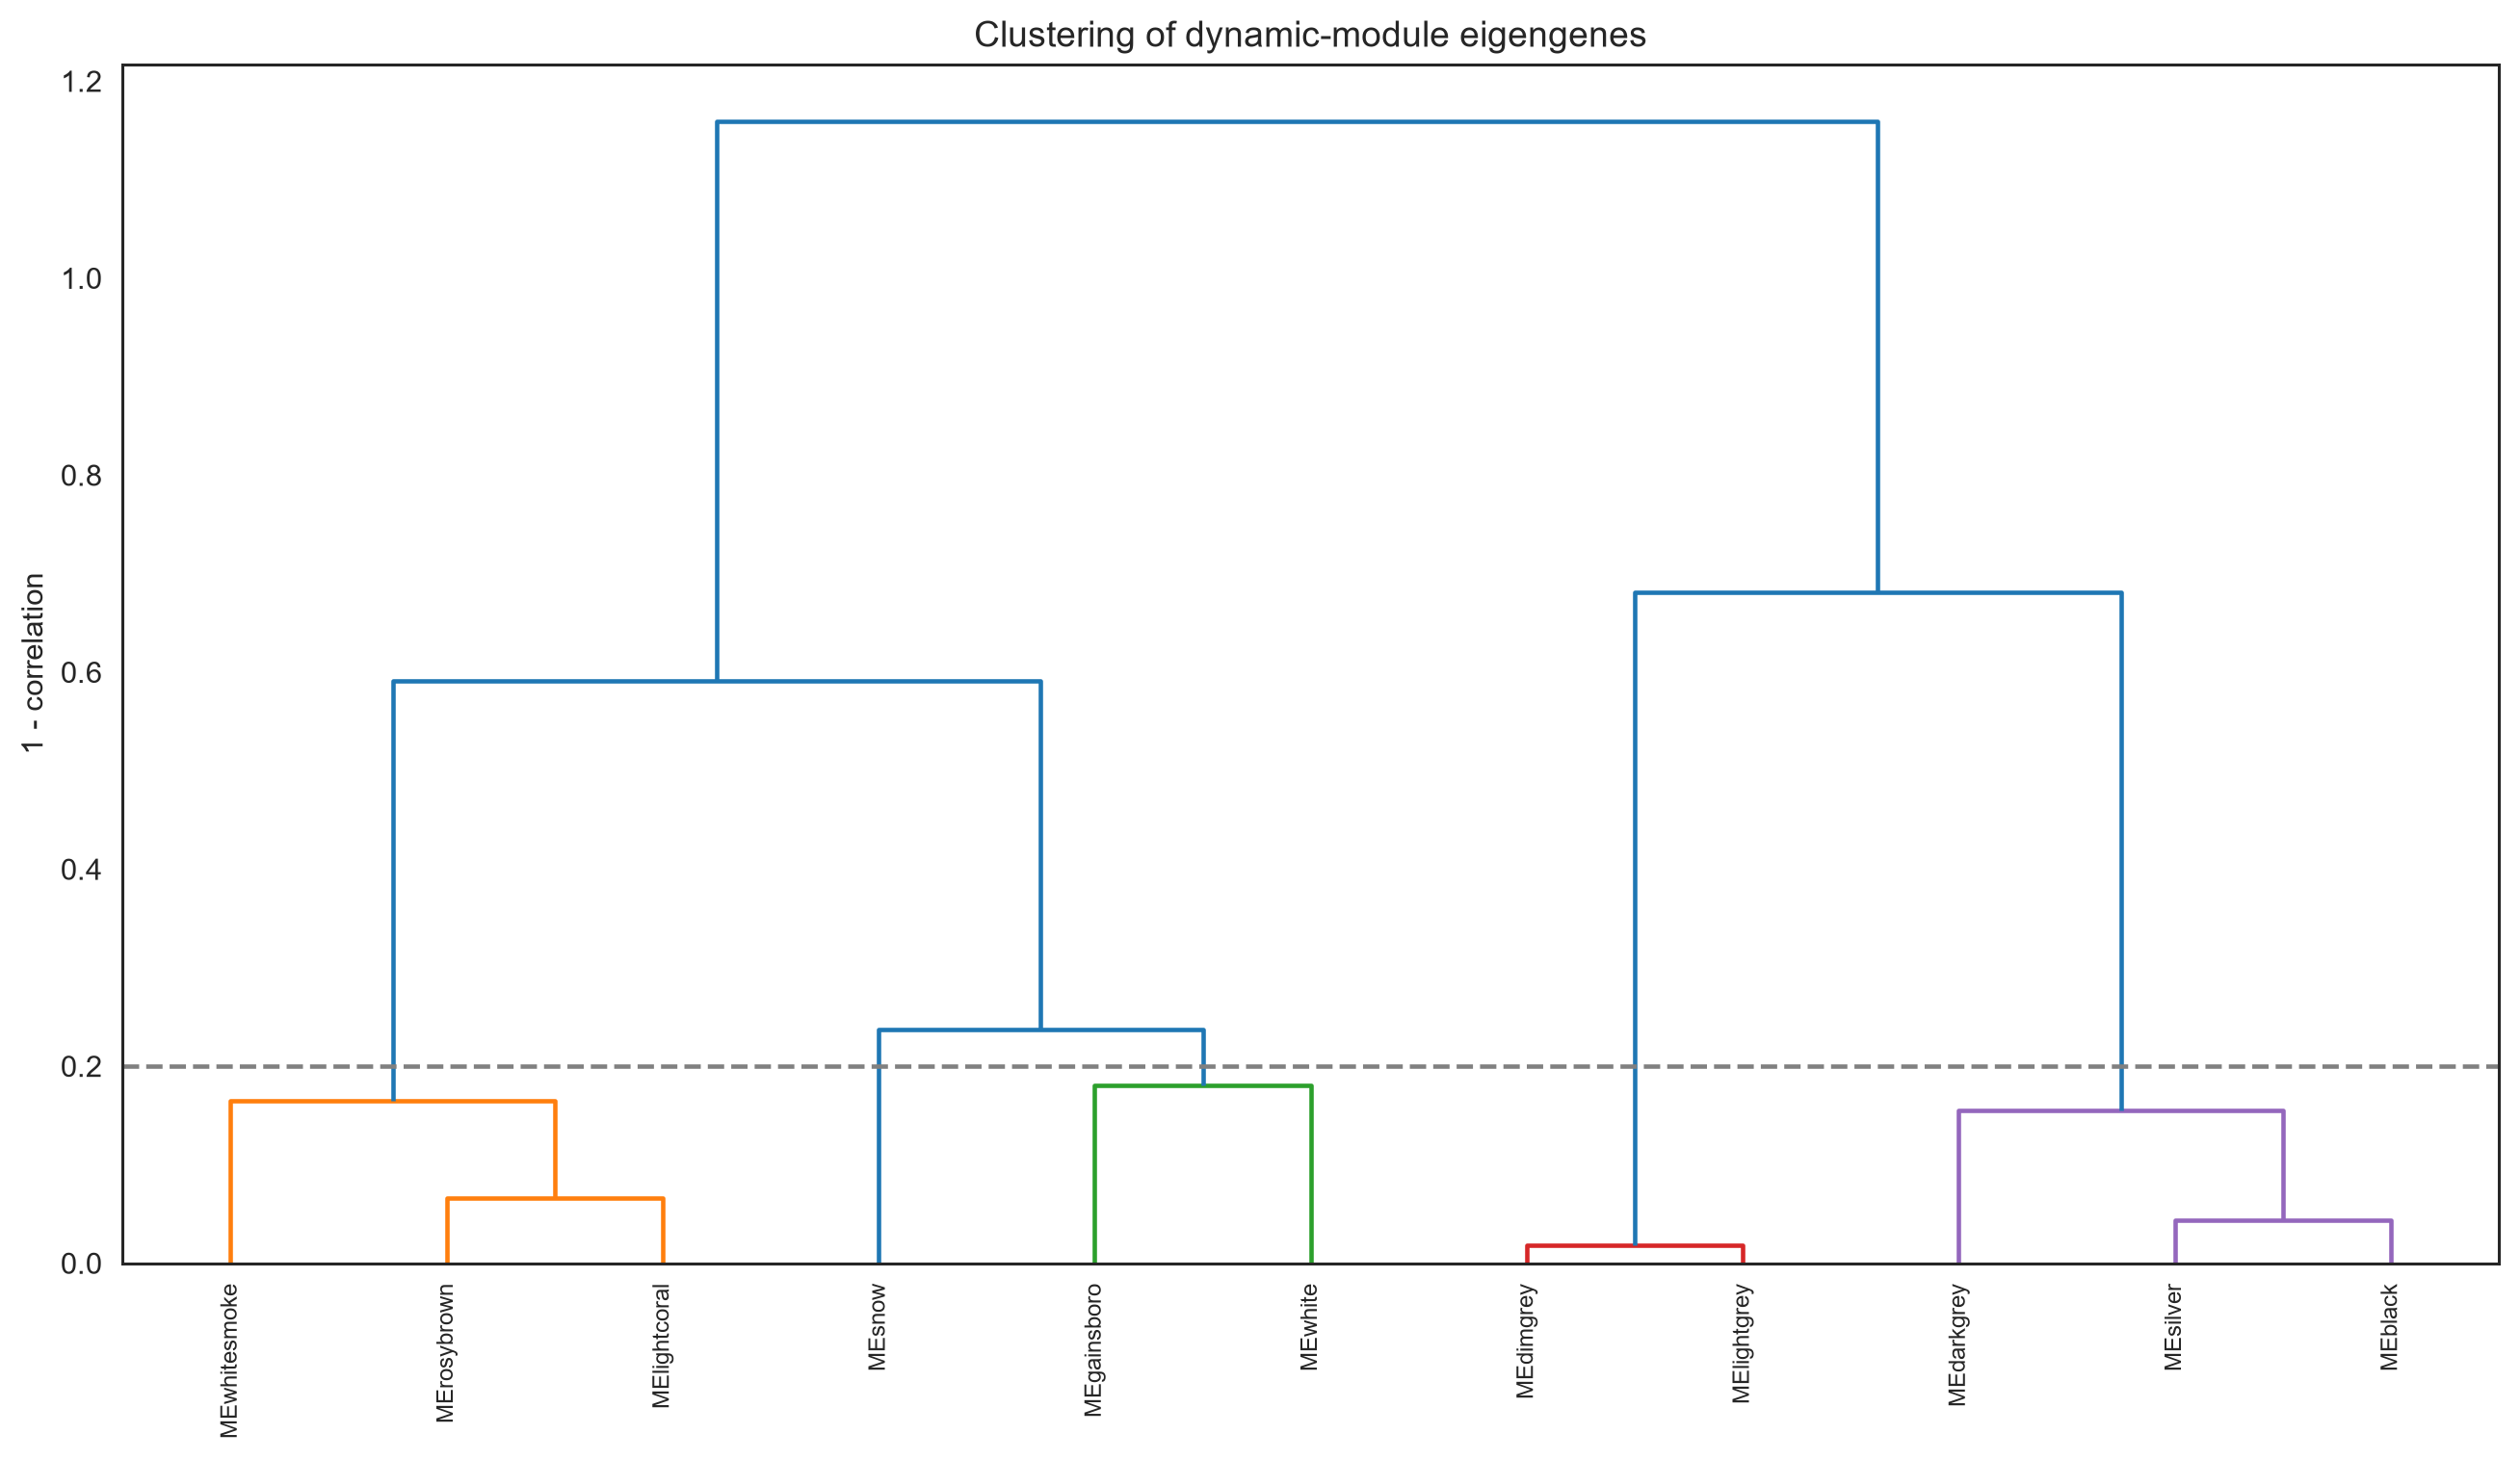 Clustering of dynamic-module eigengenes
1.2
1.0
0.8
0.6
0.4
0.2
0.0
1 - correlation
MEwhitesmoke
MErosybrown
MElightcoral
MEsnow
MEgainsboro
MEwhite
MEdimgrey
MElightgrey
MEdarkgrey
MEsilver
MEblack